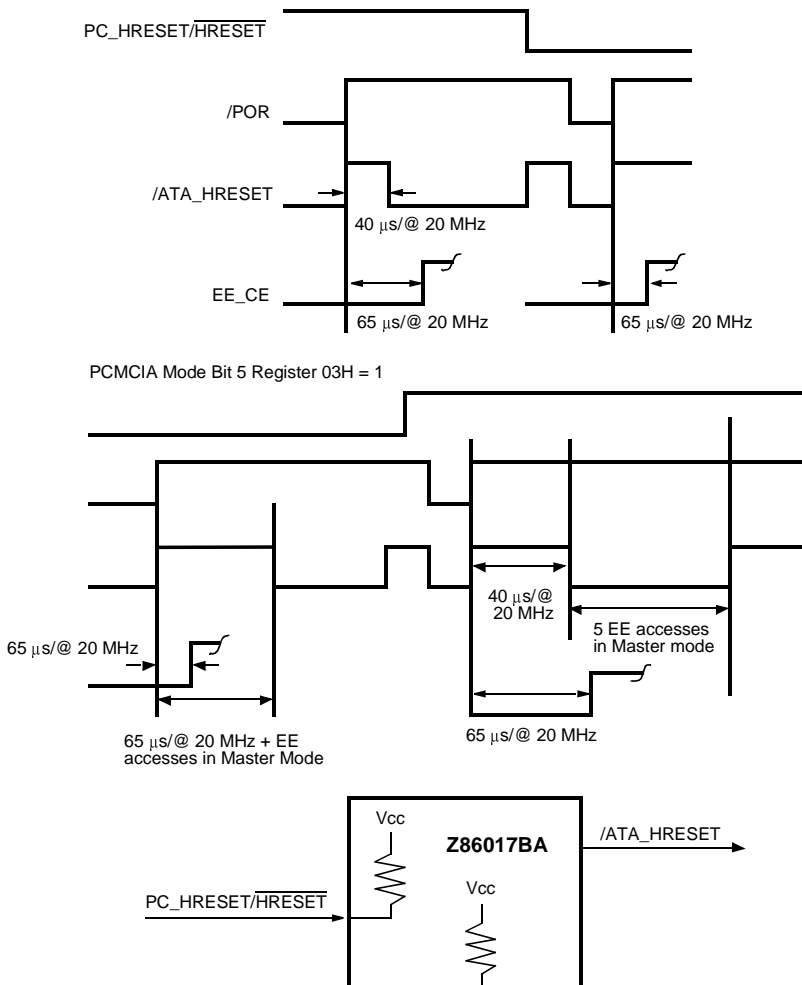 PC_HRESET/HRESET
/POR
/ATA_HRESET
40 μs/@ 20 MHz
EE_CE
65 μs/@ 20 MHz
65 μs/@ 20 MHz
PCMCIA Mode Bit 5 Register 03H = 1
40 μs/@
20 MHz
5 EE accesses
in Master mode
65 μs/@ 20 MHz
65 μs/@ 20 MHz + EE
accesses in Master Mode
65 μs/@ 20 MHz
Vcc
Z86017BA
/ATA_HRESET
Vcc
PC_HRESET/HRESET